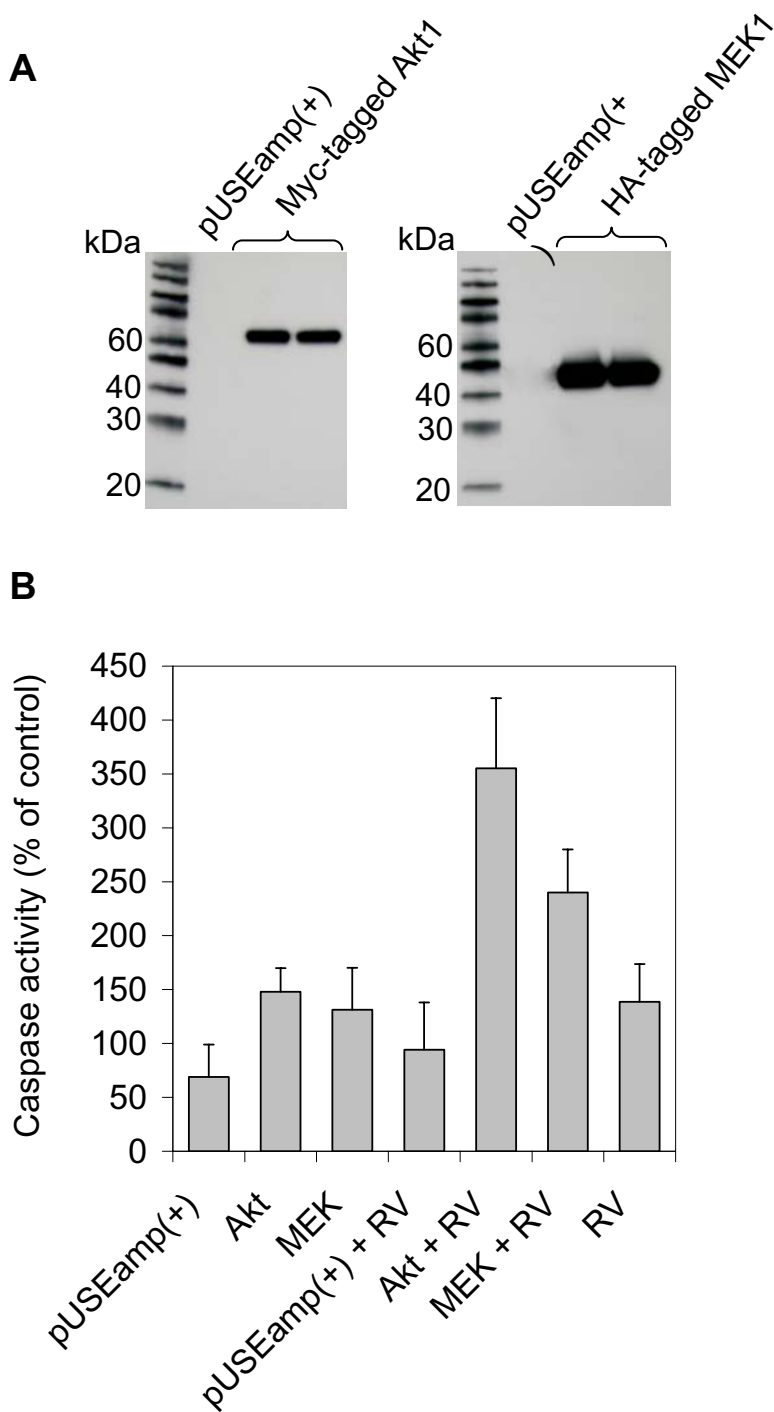 A
pUSEamp(+)
Myc-tagged Akt1
kDa
60
40
30
20
pUSEamp(+
)
HA-tagged MEK1
kDa
60
40
30
20
B
Caspase activity (% of control)
450
400
350
300
250
200
150
100
50
0
pUSEamp(+)
Akt
MEK
pUSEamp(+) + RV
Akt + RV
MEK + RV
RV